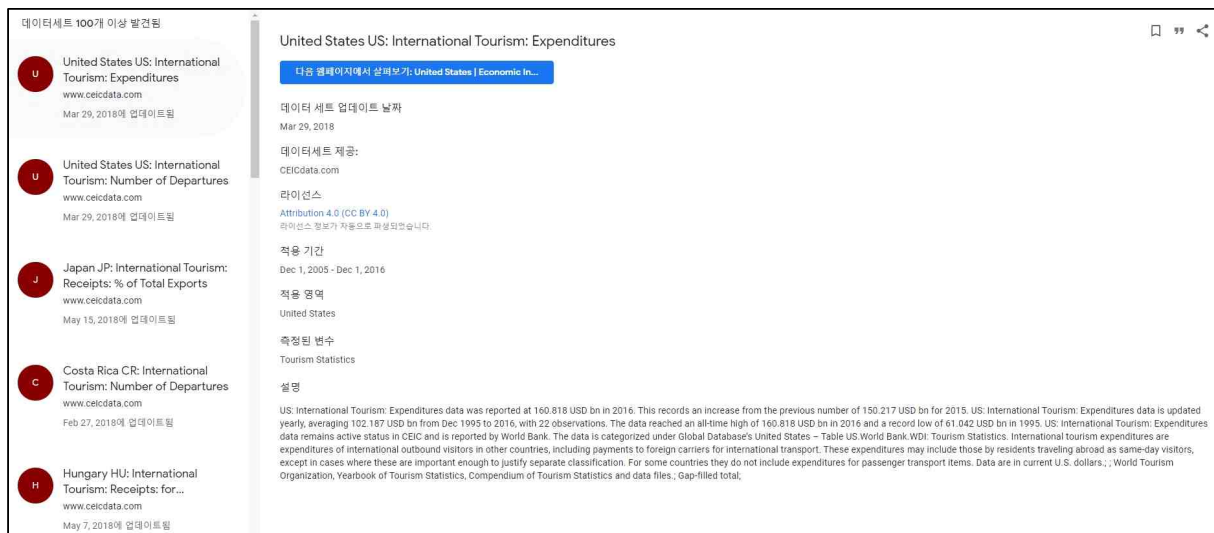 데이터세트 100개 이상 발견됨
U
United States US: International
Tourism: Expenditures
www.ceicdata.com
Mar 29, 2018에 업데이트됨
U
United States US: International
Tourism: Number of Departures
www.ceicdata.com
Mar 29, 2018에 업데이트됨
J
Japan JP: International Tourism:
Receipts: % of Total Exports
www.ceicdata.com
May 15, 2018에 업데이트됨
C
Costa Rica CR: International
Tourism: Number of Departures
www.ceicdata.com
Feb 27, 2018에 업데이트됨
H
Hungary HU: International
Tourism: Receipts: for...
www.ceicdata.com
May 7, 2018에 업데이트됨
United States US: International Tourism: Expenditures
다음 웹페이지에서 살펴보기: United States | Economic In...
데이터 세트 업데이트 날짜
Mar 29, 2018
데이터세트 제공:
CEICdata.com
라이선스
Attribution 4.0 (CC BY 4.0)
라이선스 정보가 자동으로 파생되었습니다.
적용 기간
Dec 1, 2005 - Dec 1, 2016
적용 영역
United States
측정된 변수
Tourism Statistics
설명
US: International Tourism: Expenditures data was reported at 160.818 USD bn in 2016. This records an increase from the previous number of 150.217 USD bn for 2015. US: International Tourism: Expenditures data is updated
yearly, averaging 102.187 USD bn from Dec 1995 to 2016, with 22 observations. The data reached an all-time high of 160.818 USD bn in 2016 and a record low of 61.042 USD bn in 1995. US: International Tourism: Expenditures
data remains active status in CEIC and is reported by World Bank. The data is categorized under Global Database's United States – Table US.World Bank.WDI: Tourism Statistics. International tourism expenditures are
expenditures of international outbound visitors in other countries, including payments to foreign carriers for international transport. These expenditures may include those by residents traveling abroad as same-day visitors,
except in cases where these are important enough to justify separate classification. For some countries they do not include expenditures for passenger transport items. Data are in current U.S. dollars.; ; World Tourism
Organization, Yearbook of Tourism Statistics, Compendium of Tourism Statistics and data files.; Gap-filled total;